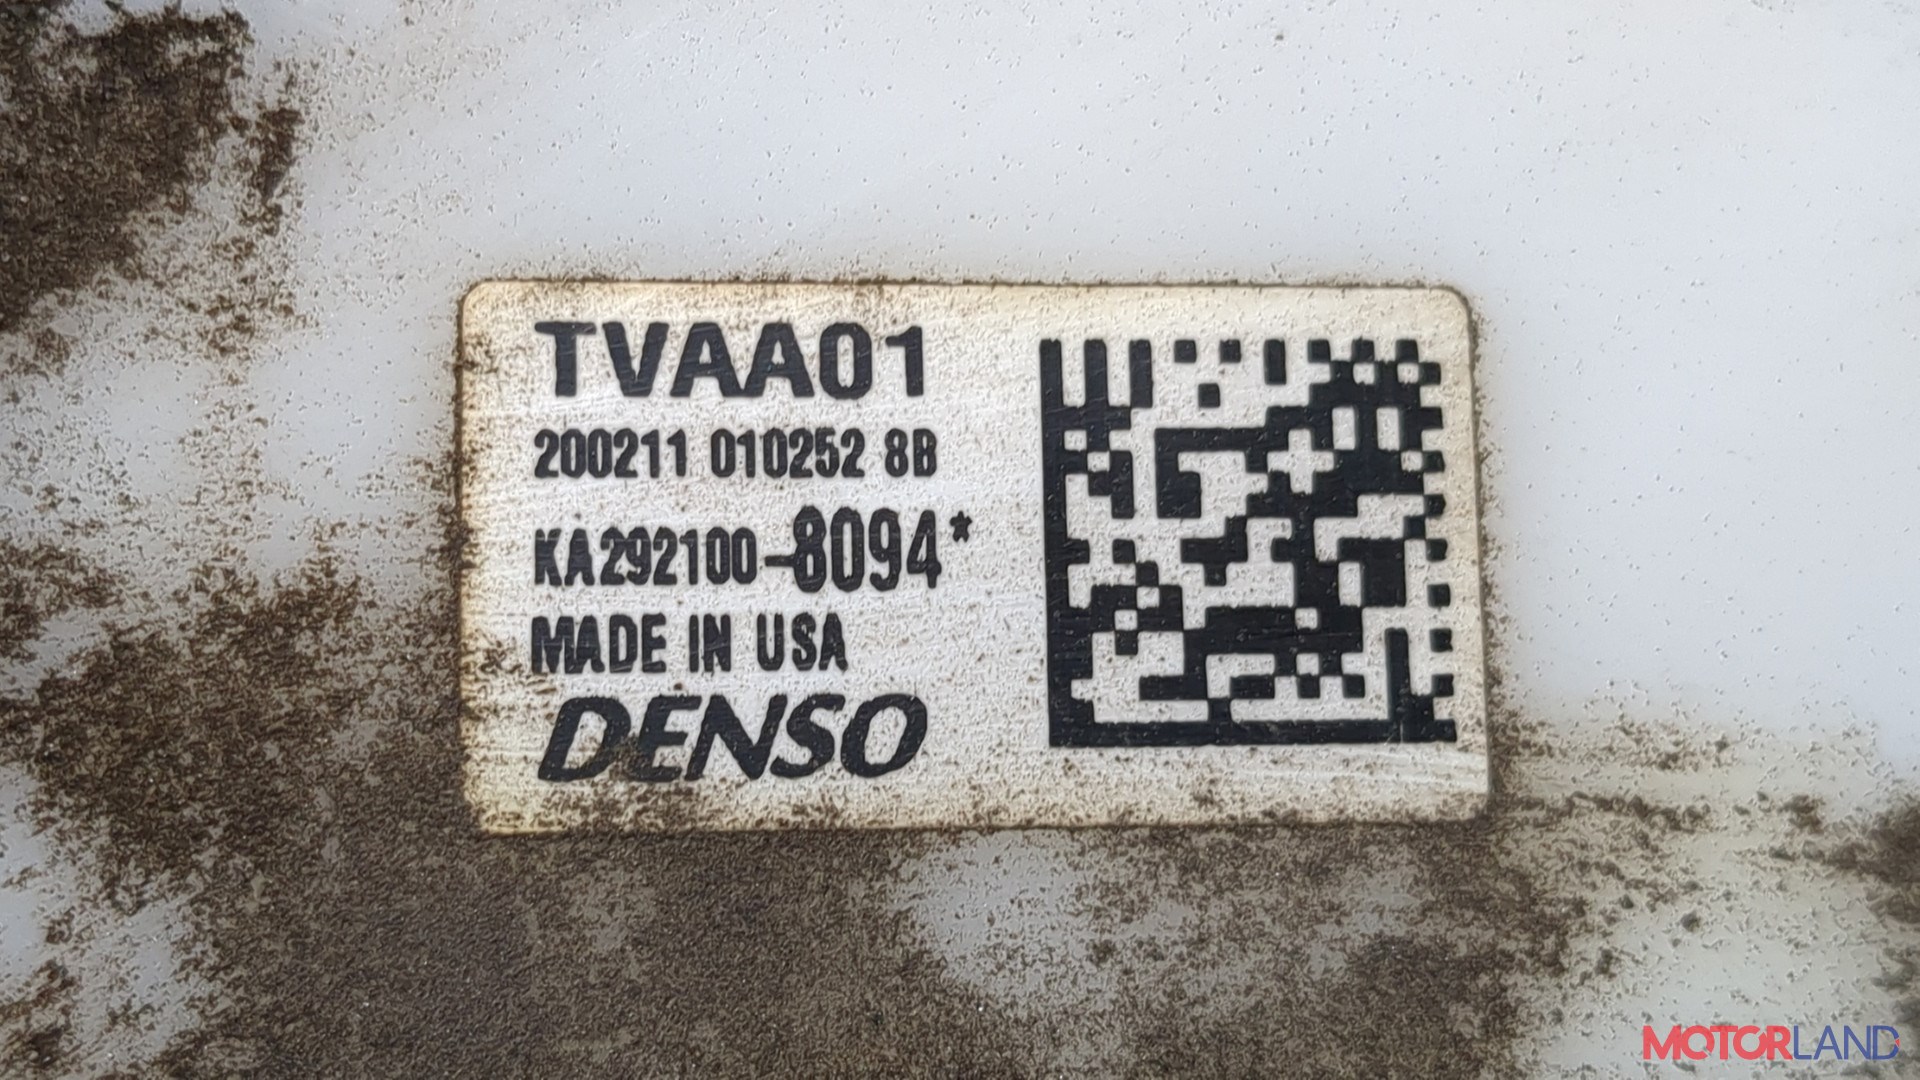 TVAA01
200211 010252 8B
KA292100-8094*
MADE IN USA
DENSO
MOTORLAND